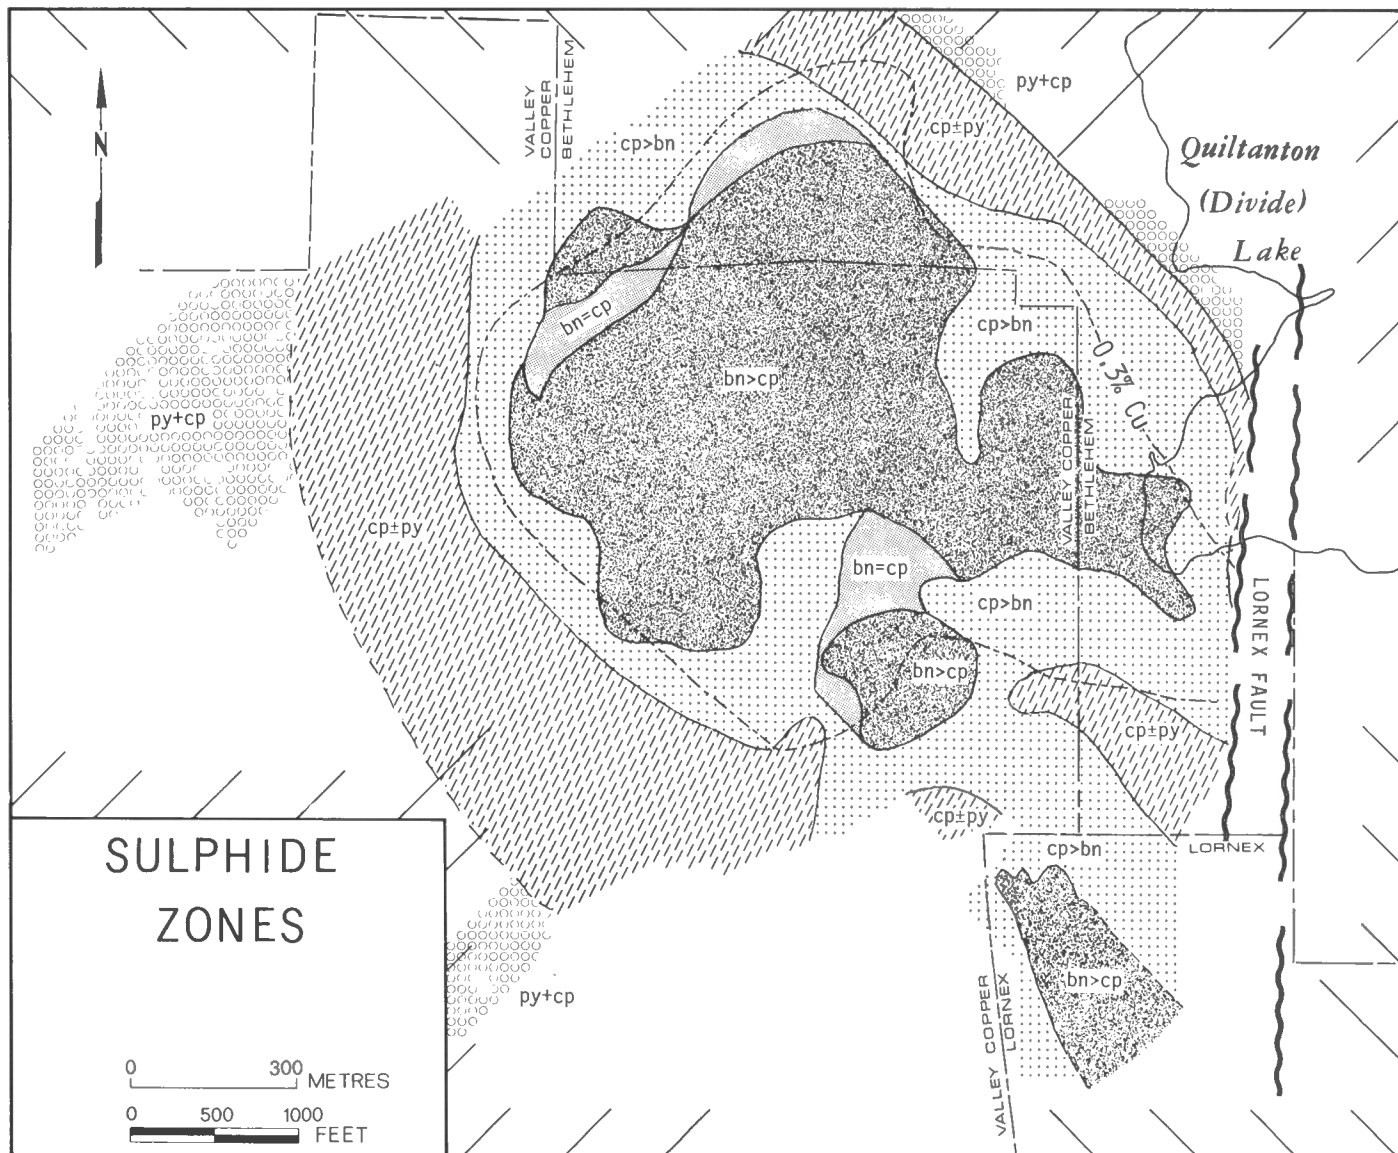 N
VALLEY
COPPER
BETHLEHEM
cp>bn
py+cp
cp±py
Quiltanton
(Divide)
Lake
bn=cp
cp>bn
bn>cp
0.3% Cu
py+cp
VALLEY COPPER
BETHLEHEM
cp±py
bn=cp
cp>bn
LORNEX FAULT
bn>cp
cp±py
cp±py
cp>bn
LORNEX
bn>cp
py+cp
VALLEY COPPER
LORNEX
SULPHIDE
ZONES
0 300
METRES
0 500 1000
FEET